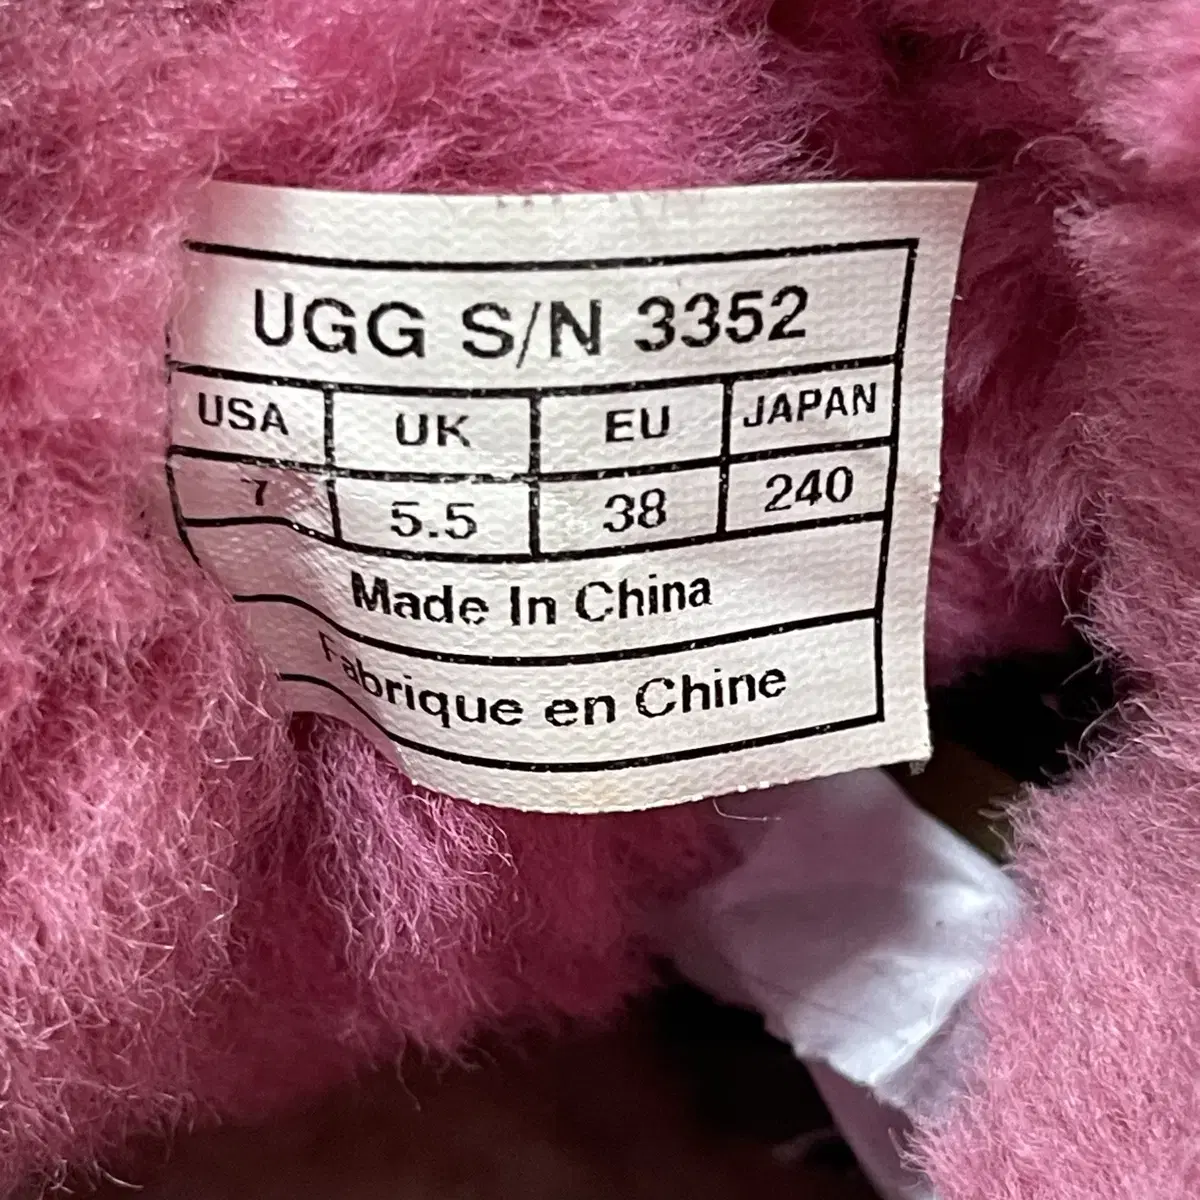 UGG S/N 3352
USA UK EU JAPAN
7 5.5 38 240
Made In China
Fabrique en Chine